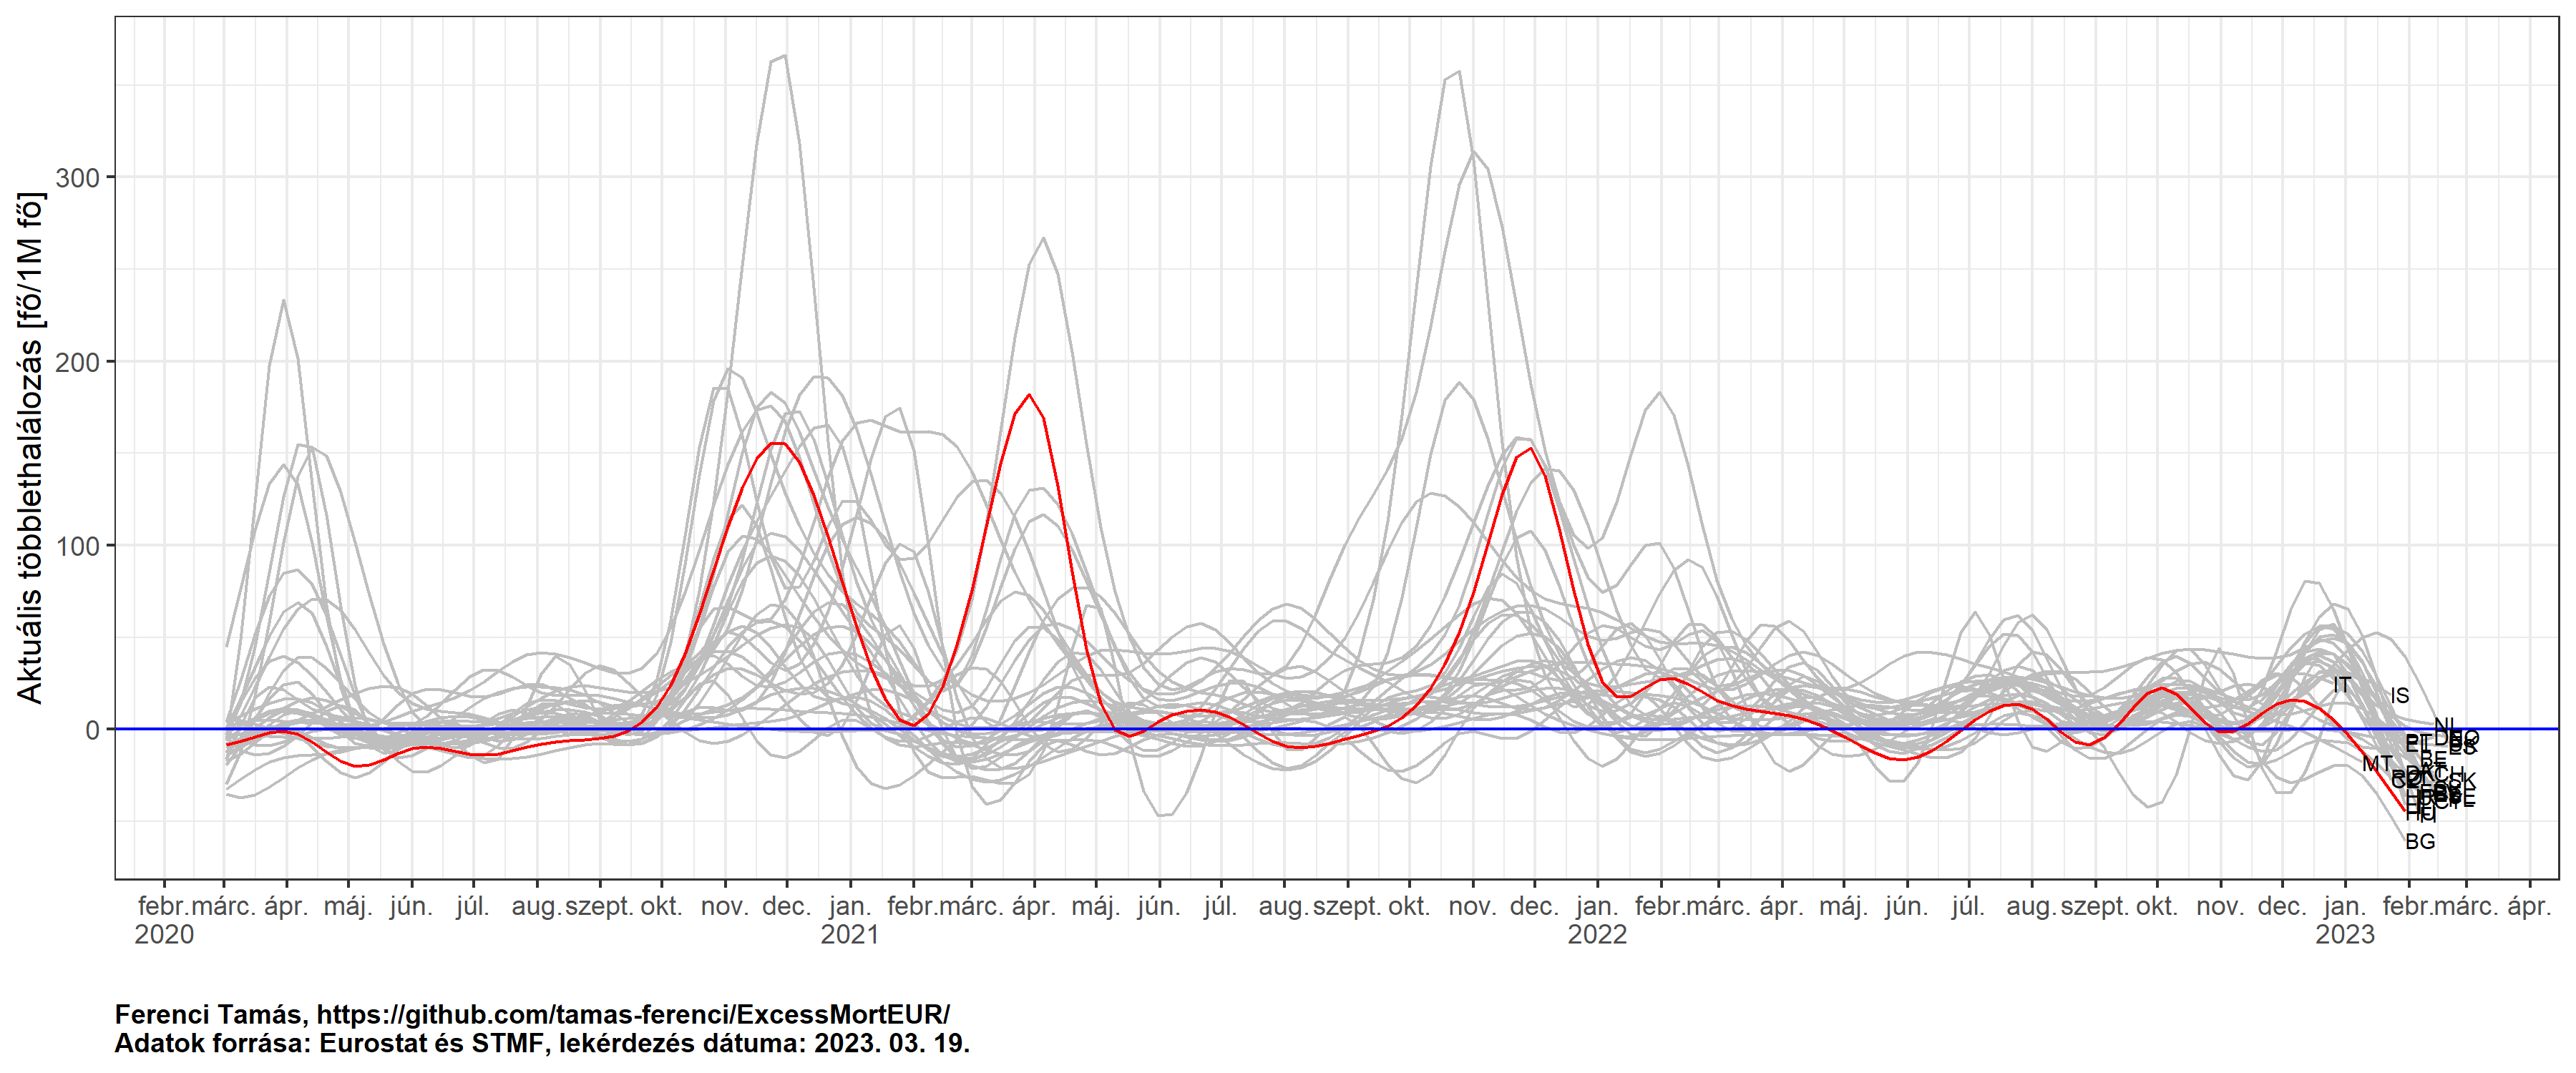 Aktuális többlethalálozás [fő/1M fő]
300
200
100
0
IT
IS
NL
MT
BG
febr. márc. ápr. máj. jún. júl. aug. szept. okt. nov. dec. jan. febr. márc. ápr. máj. jún. júl. aug. szept. okt. nov. dec. jan. febr. márc. ápr. máj. jún. júl. aug. szept. okt. nov. dec. jan. febr. márc. ápr.
2020 2021 2022 2023
Ferenci Tamás, https://github.com/tamas-ferenci/ExcessMortEUR/
Adatok forrása: Eurostat és STMF, lekérdezés dátuma: 2023. 03. 19.